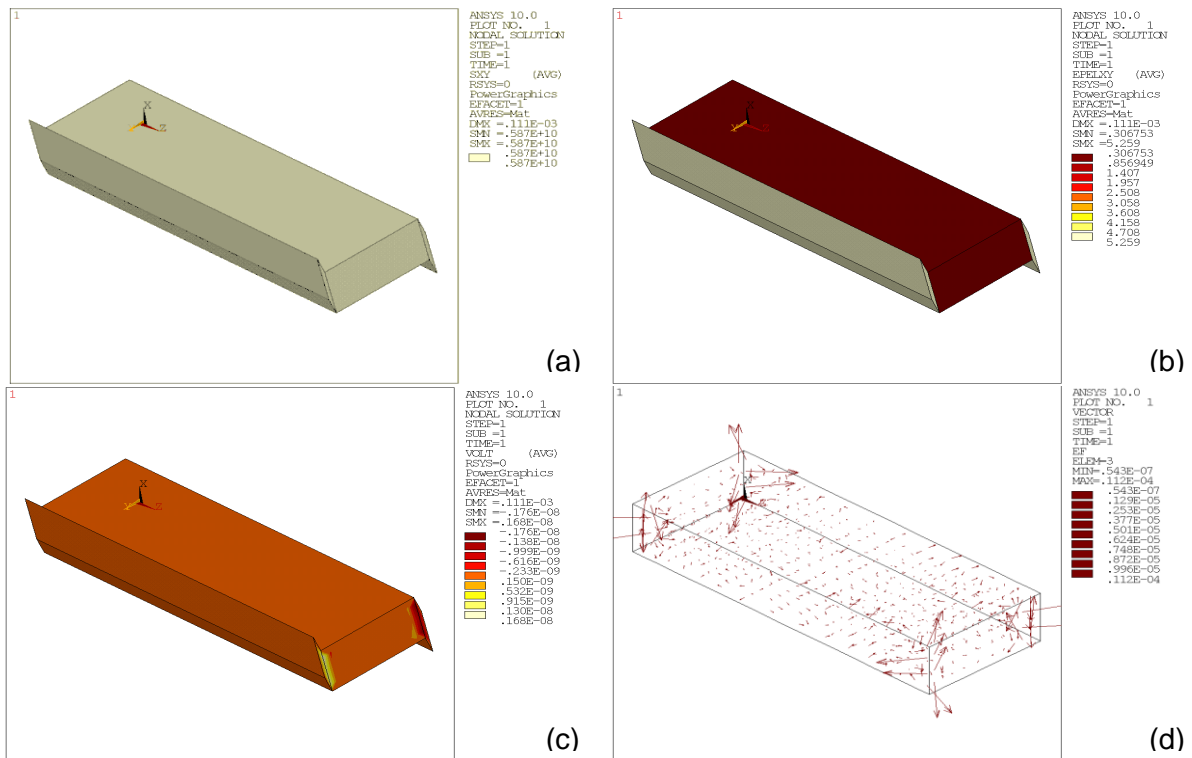 1
ANSYS 10.0
PLOT NO. 1
NODAL SOLUTION
STEP=1
SUB =1
TIME=1
SXY (AVG)
RSYS=0
PowerGraphics
EFACET=1
AVRES=Mat
DMX =.111E-03
SMN =.587E+10
SMX =.587E+10
.587E+10
.587E+10
X
Y
Z
(a)
1
ANSYS 10.0
PLOT NO. 1
NODAL SOLUTION
STEP=1
SUB =1
TIME=1
EPELXY (AVG)
RSYS=0
PowerGraphics
EFACET=1
AVRES=Mat
DMX =.111E-03
SMN =.306753
SMX =5.259
.306753
.856949
1.407
1.957
2.508
3.058
3.608
4.158
4.708
5.259
X
Y
Z
(b)
1
ANSYS 10.0
PLOT NO. 1
NODAL SOLUTION
STEP=1
SUB =1
TIME=1
VOLT (AVG)
RSYS=0
PowerGraphics
EFACET=1
AVRES=Mat
DMX =.111E-03
SMN =-.176E-08
SMX =.168E-08
-.176E-08
-.138E-08
-.999E-09
-.616E-09
-.233E-09
.150E-09
.532E-09
.915E-09
.130E-08
.168E-08
X
Y
Z
(c)
1
ANSYS 10.0
PLOT NO. 1
VECTOR
STEP=1
SUB =1
TIME=1
EF
ELEM=3
MIN=.543E-07
MAX=.112E-04
.543E-07
.129E-05
.253E-05
.377E-05
.501E-05
.624E-05
.748E-05
.872E-05
.996E-05
.112E-04
(d)